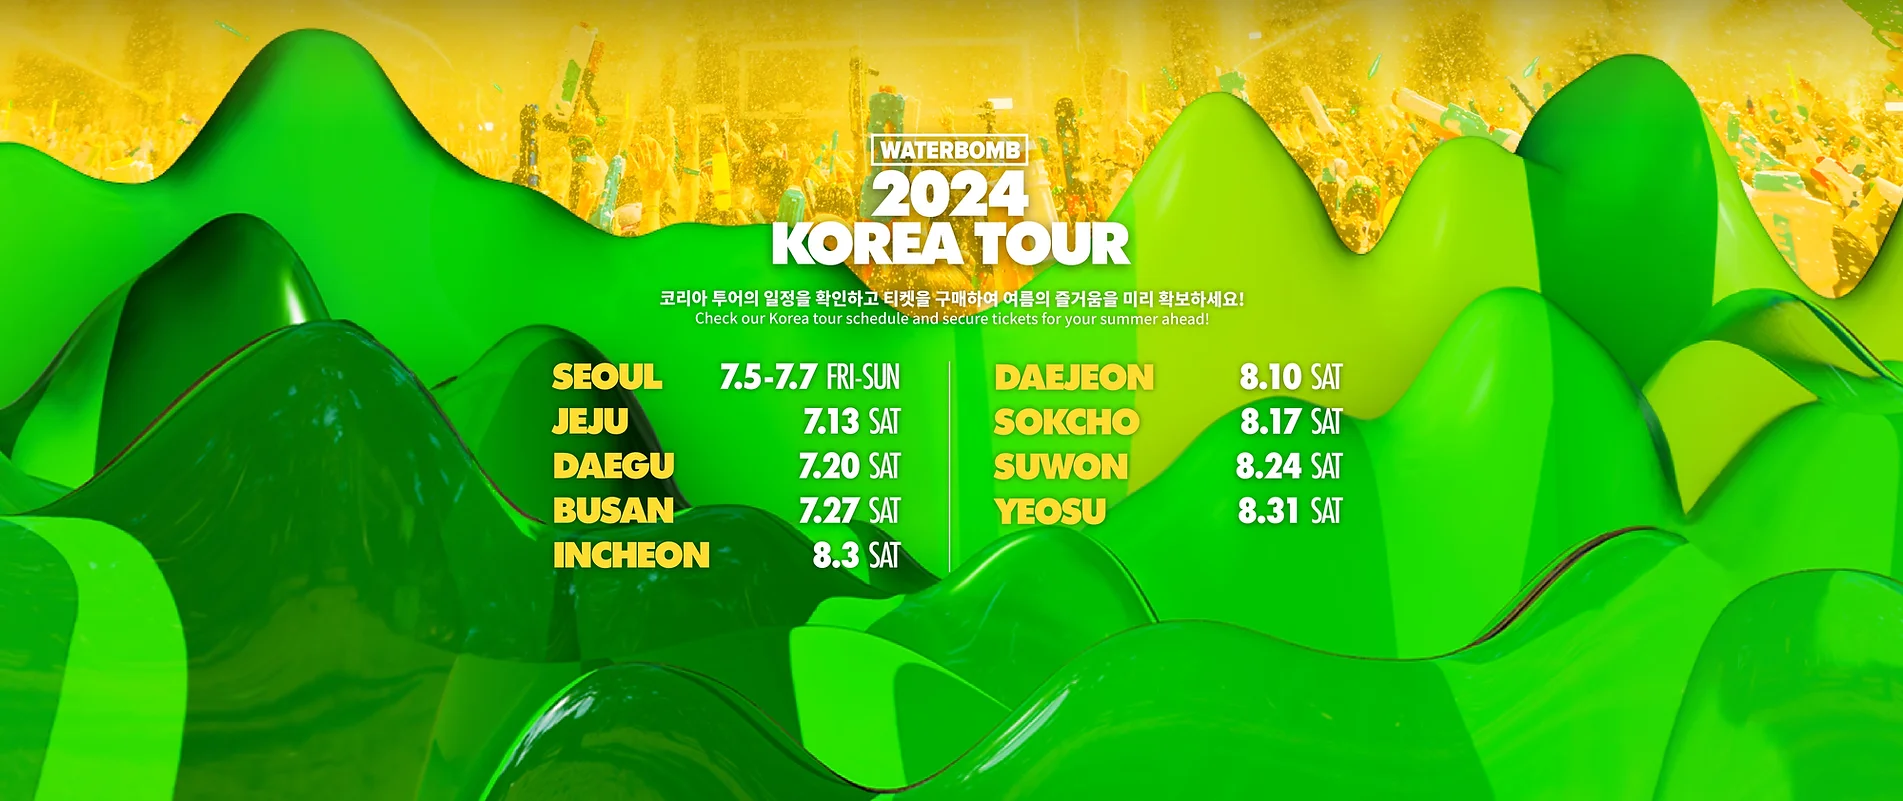 WATERBOMB
2024
KOREA TOUR
코리아 투어의 일정을 확인하고 티켓을 구매하여 여름의 즐거움을 미리 확보하세요!
Check our Korea tour schedule and secure tickets for your summer ahead!
SEOUL 7.5-7.7 FRI-SUN
JEJU 7.13 SAT
DAEGU 7.20 SAT
BUSAN 7.27 SAT
INCHEON 8.3 SAT
DAEJEON 8.10 SAT
SOKCHO 8.17 SAT
SUWON 8.24 SAT
YEOSU 8.31 SAT